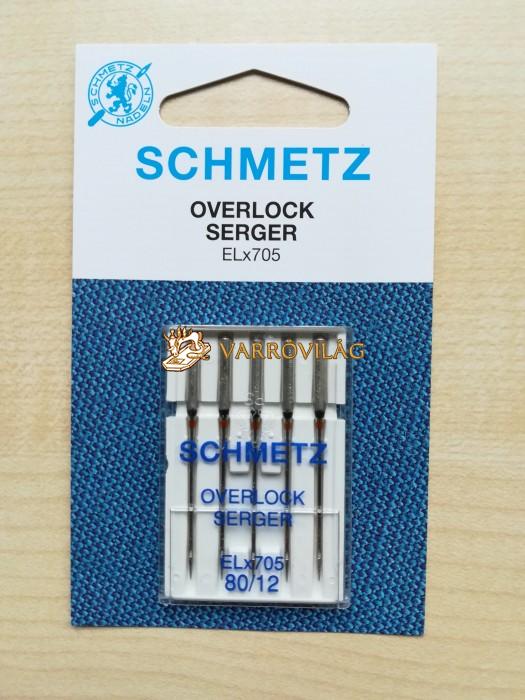 SCHMETZ
NADELN
SCHMETZ
OVERLOCK
SERGER
ELx705
VARRÓVILÁG
SCHMETZ
OVERLOCK
SERGER
ELx705
80/12